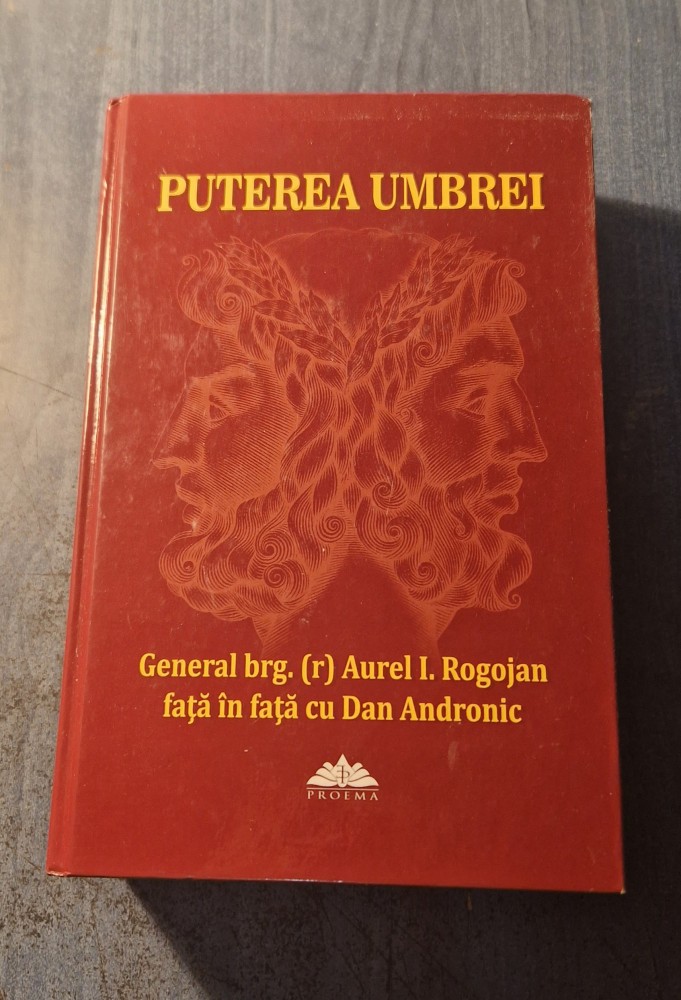 PUTEREA UMBREI
General brg. (r) Aurel I. Rogojan
faţă în faţă cu Dan Andronic
PROEMA